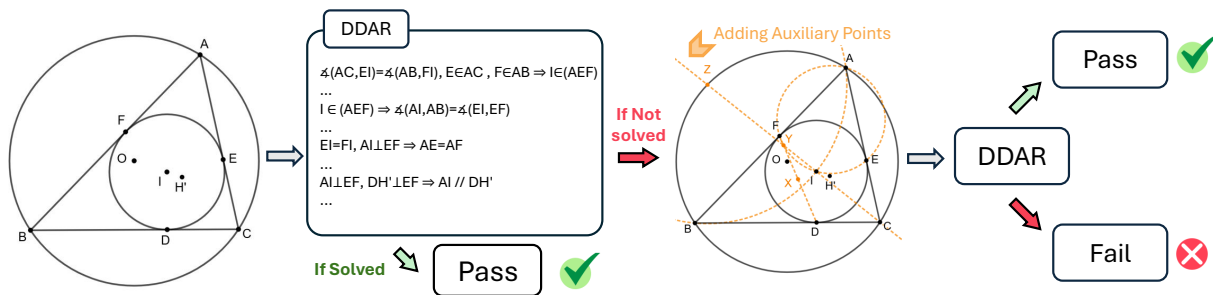 A
F
O
E
I
H'
B
D
C
DDAR
∡(AC,EI)=∡(AB,FI), E∈AC , F∈AB ⇒ I∈(AEF)
...
I ∈ (AEF) ⇒ ∡(AI,AB)=∡(EI,EF)
...
EI=FI, AI⊥EF ⇒ AE=AF
...
AI⊥EF, DH'⊥EF ⇒ AI // DH'
...
If Solved
Pass
If Not
solved
Adding Auxiliary Points
Z
A
F
Y
O
E
X
I
H'
B
D
C
DDAR
Pass
Fail